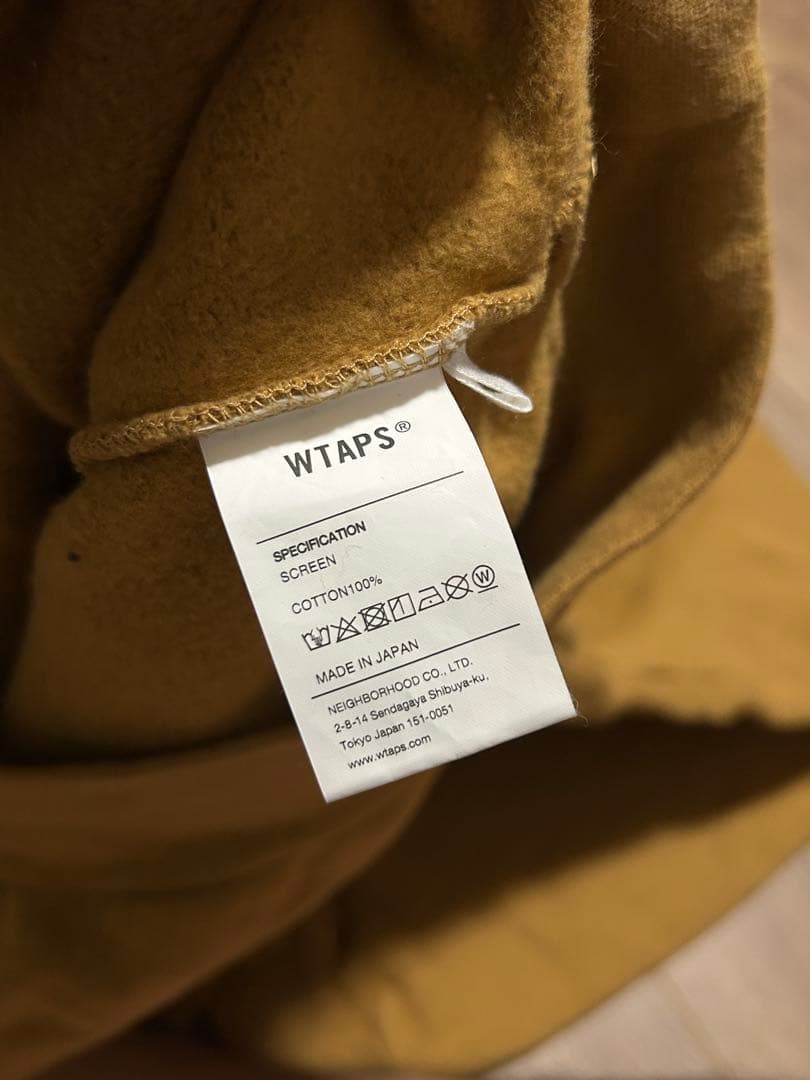 WTAPS®
SPECIFICATION
SCREEN
COTTON100%
W
MADE IN JAPAN
NEIGHBORHOOD CO., LTD.
2-8-14 Sendagaya Shibuya-ku,
Tokyo Japan 151-0051
www.wtaps.com